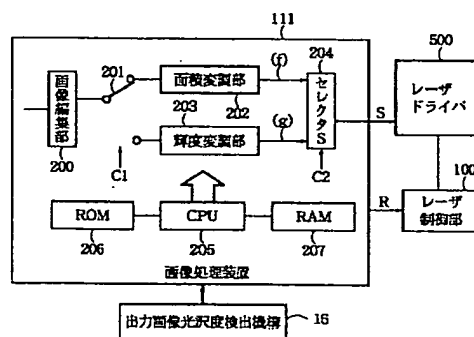 111
500
画像編集部
200
201
面積変調部
202
(f)
204
セレクタS
203
輝度変調部
(g)
C1
C2
S
レーザ
ドライバ
100
R
レーザ
制御部
ROM
206
CPU
205
RAM
207
画像処理装置
出力画像光沢度検出機構
16